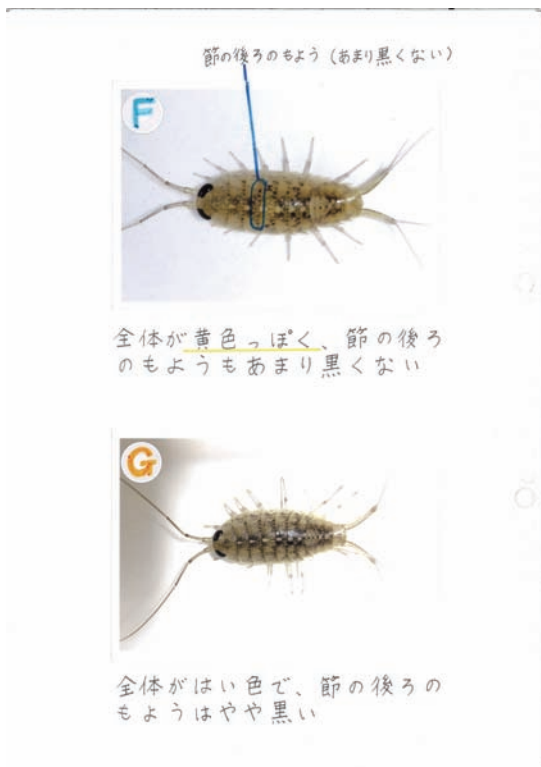 節の後ろのもよう(あまり黒くない)
F
全体が黄色っぽく、節の後ろ
のもようもあまり黒くない
G
全体がはい色で、節の後ろの
もようはやや黒い